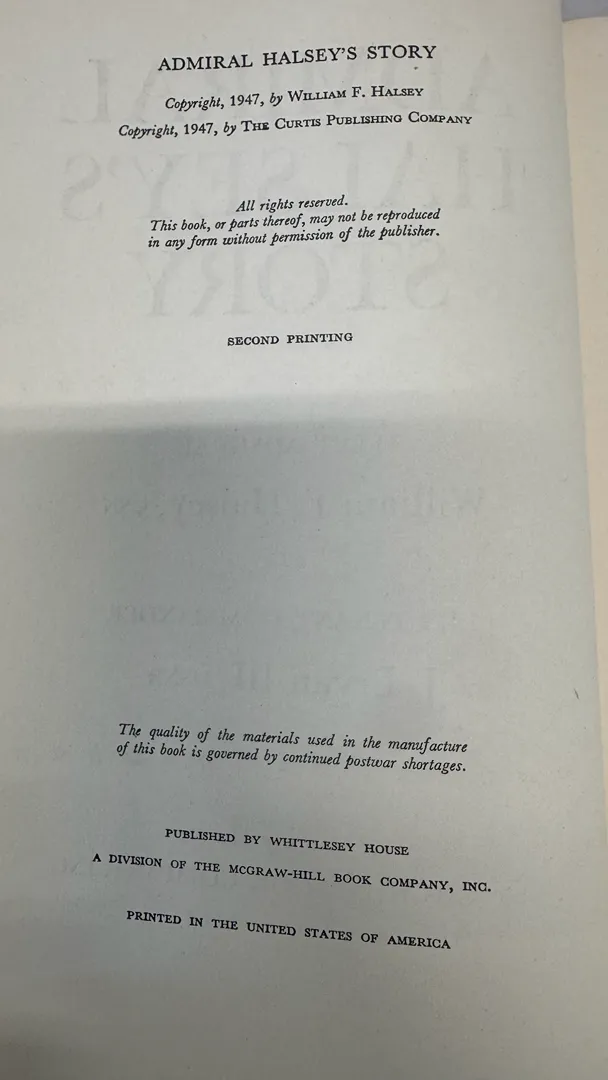 ADMIRAL HALSEY'S STORY
Copyright, 1947, by WILLIAM F. HALSEY
Copyright, 1947, by THE CURTIS PUBLISHING COMPANY
All rights reserved.
This book, or parts thereof, may not be reproduced
in any form without permission of the publisher.
SECOND PRINTING
The quality of the materials used in the manufacture
of this book is governed by continued postwar shortages.
PUBLISHED BY WHITTLESEY HOUSE
A DIVISION OF THE MCGRAW-HILL BOOK COMPANY, INC.
PRINTED IN THE UNITED STATES OF AMERICA